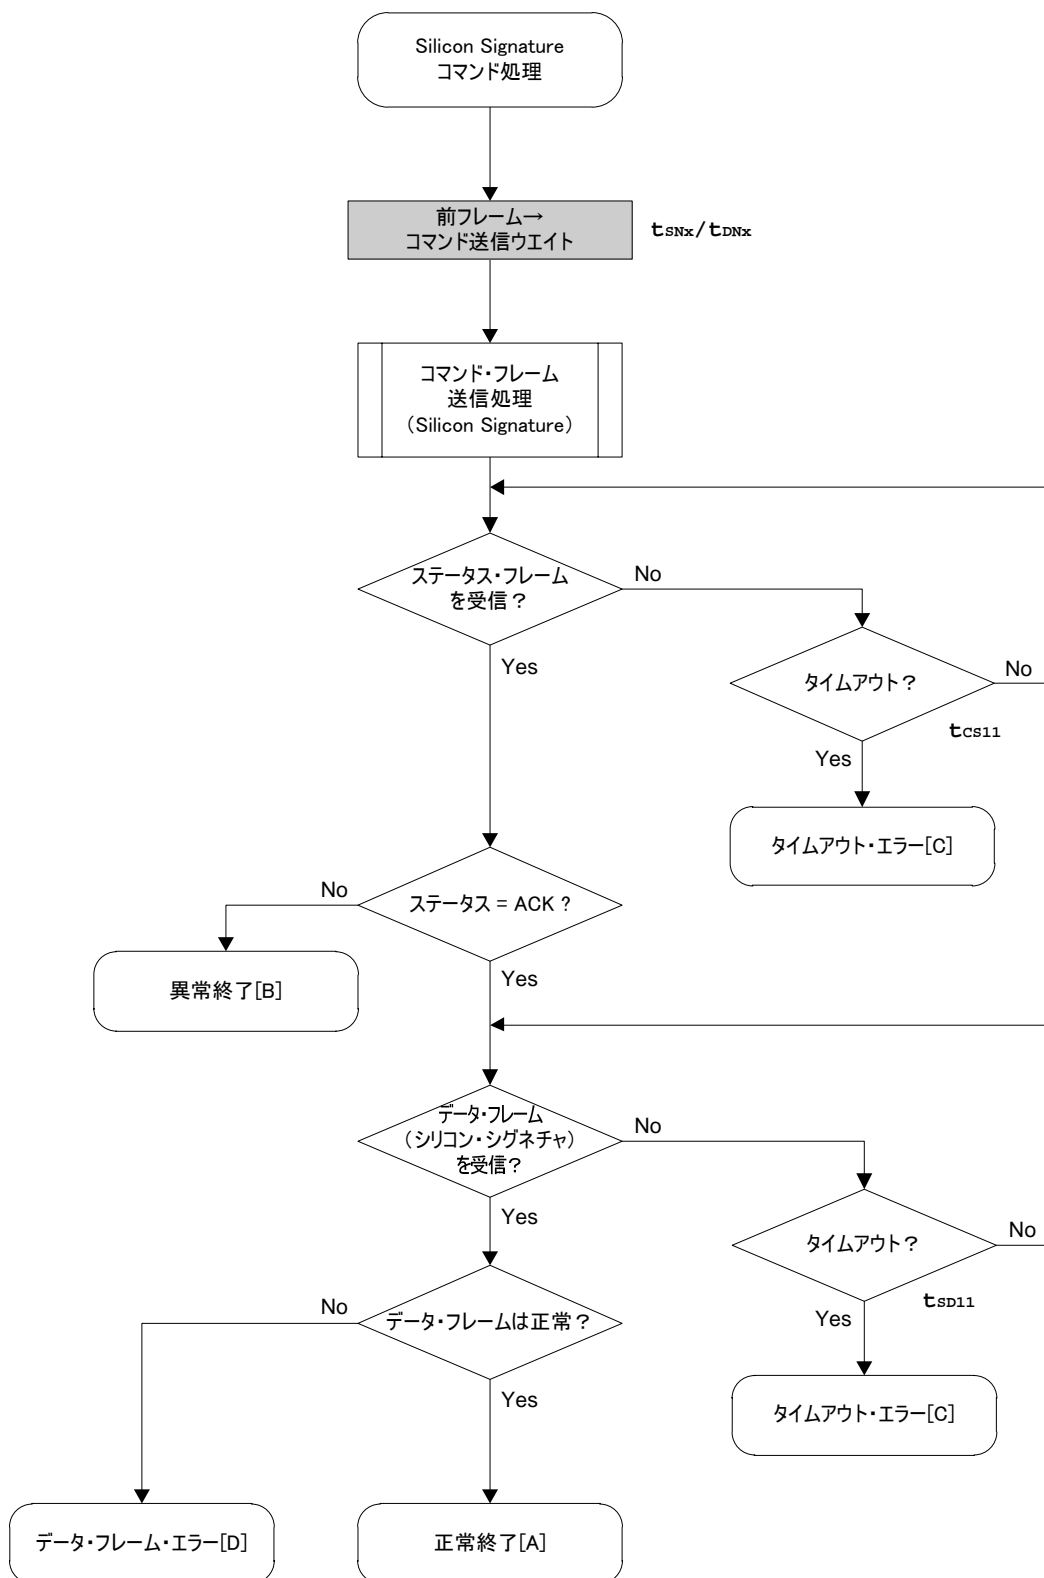 Silicon Signature
コマンド処理
前フレーム→
コマンド送信ウエイト
tSNx/tDNx
コマンド・フレーム
送信処理
（Silicon Signature）
ステータス・フレーム
を受信？
No
Yes
タイムアウト？
No
tCS11
Yes
タイムアウト・エラー[C]
ステータス = ACK？
No
Yes
異常終了[B]
データ・フレーム
（シリコン・シグネチャ）
を受信？
No
Yes
タイムアウト？
No
tSD11
Yes
タイムアウト・エラー[C]
データ・フレームは正常？
No
Yes
データ・フレーム・エラー[D]
正常終了[A]